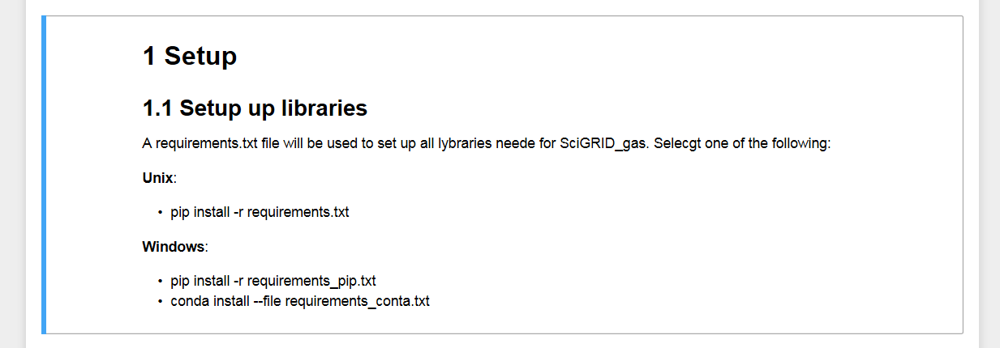 1 Setup
1.1 Setup up libraries
A requirements.txt file will be used to set up all lybraries neede for SciGRID_gas. Selecgt one of the following:
Unix:
• pip install -r requirements.txt
Windows:
• pip install -r requirements_pip.txt
• conda install --file requirements_conta.txt